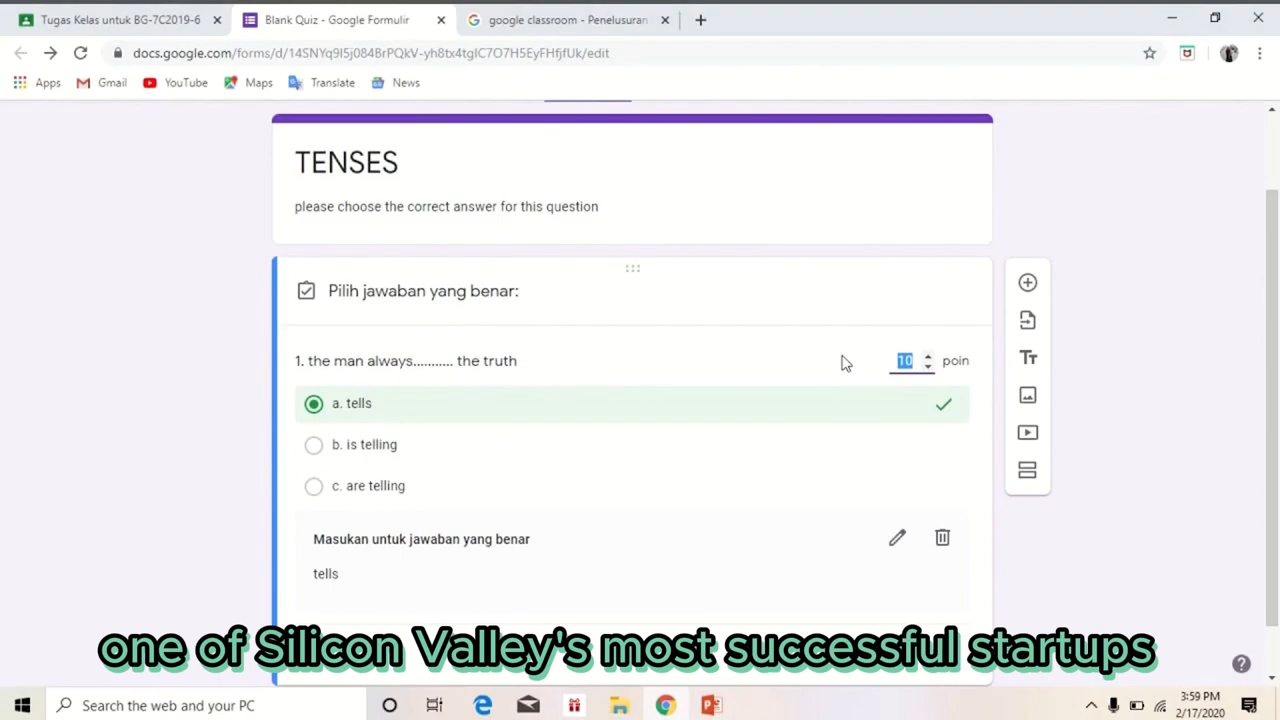 Tugas Kelas untuk BG-7C2019-6
Blank Quiz - Google Formulir
google classroom - Penelusuran
docs.google.com/forms/d/14SNYq9I5j084BrPQkV-yh8tx4tgIC7O7H5EyFHfjfUk/edit
Apps Gmail YouTube Maps Translate News
TENSES
please choose the correct answer for this question
Pilih jawaban yang benar:
1. the man always........... the truth 10 poin
a. tells
b. is telling
c. are telling
Masukan untuk jawaban yang benar
tells
one of Silicon Valley's most successful startups
Search the web and your PC
3:59 PM
2/17/2020